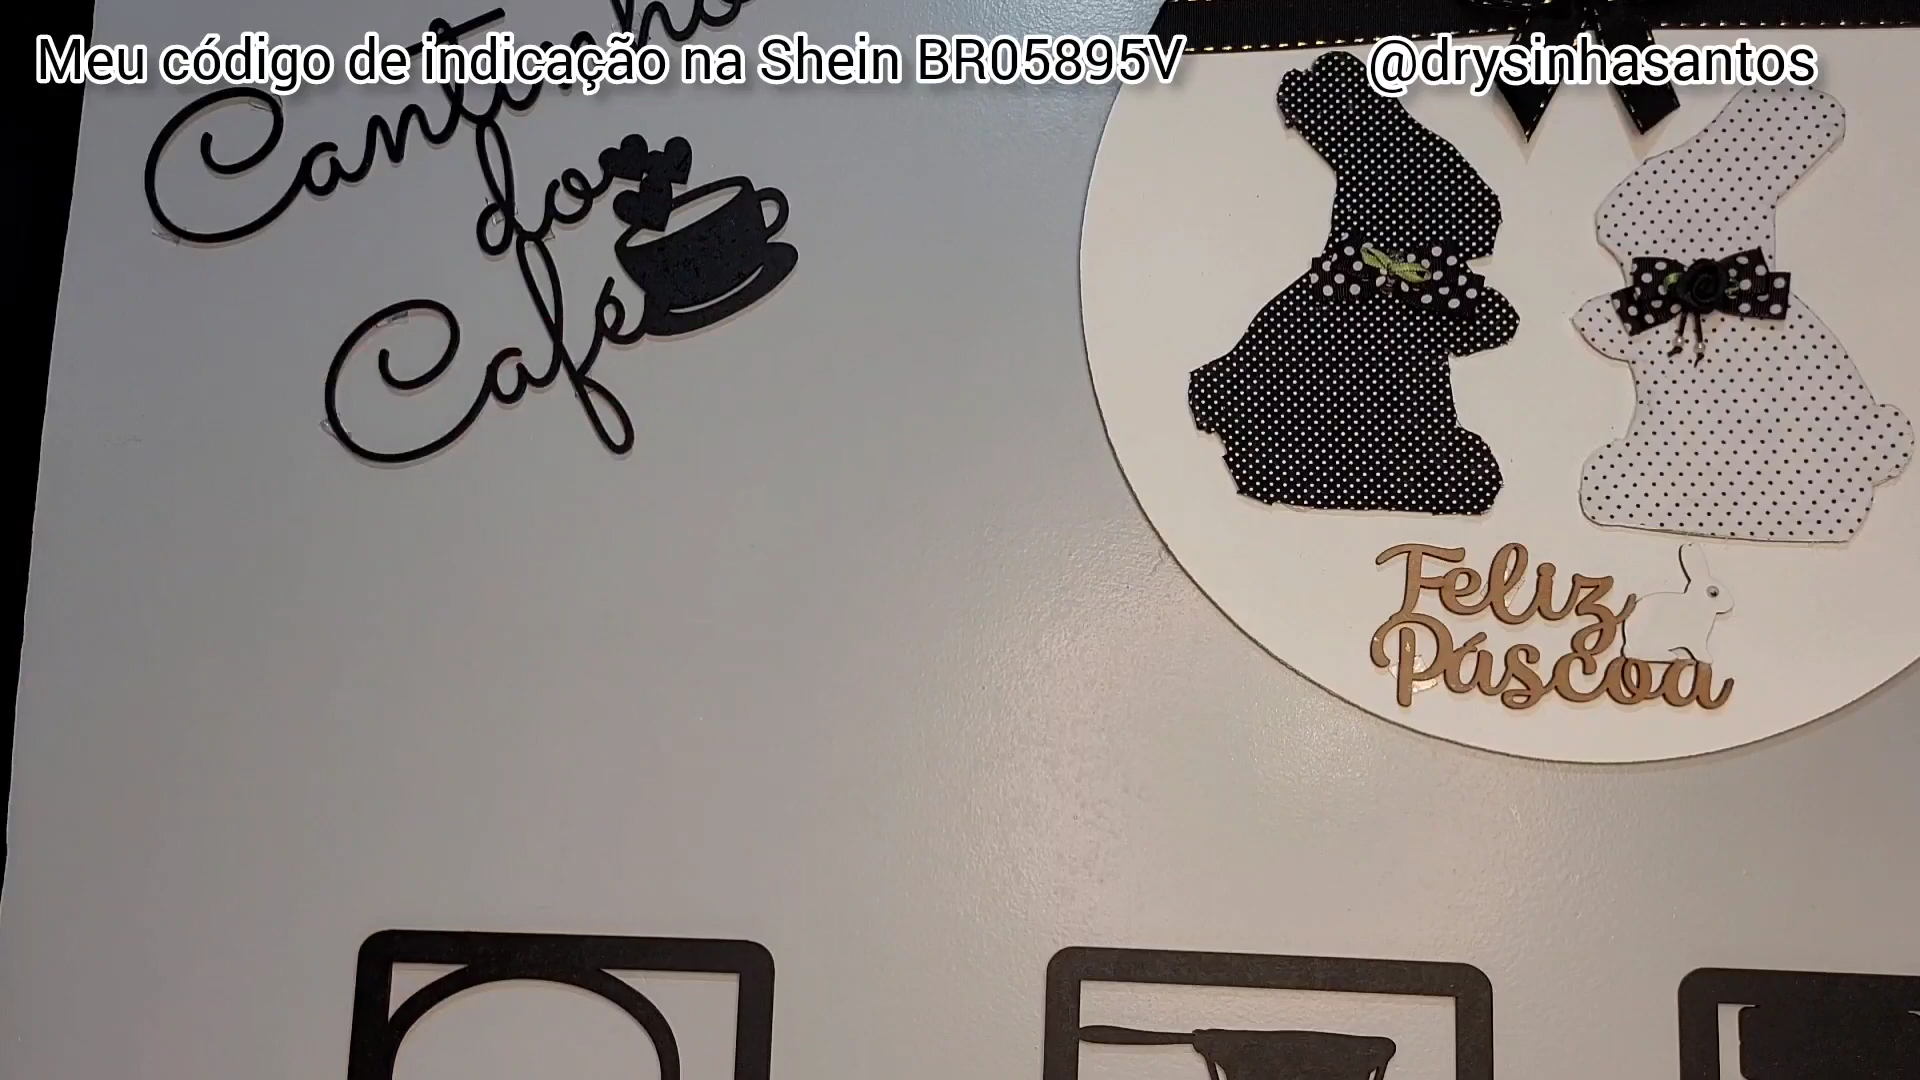 Meu código de indicação na Shein BR05895V
@drysinhasantos
Cantinho
do
Café
Feliz
Páscoa